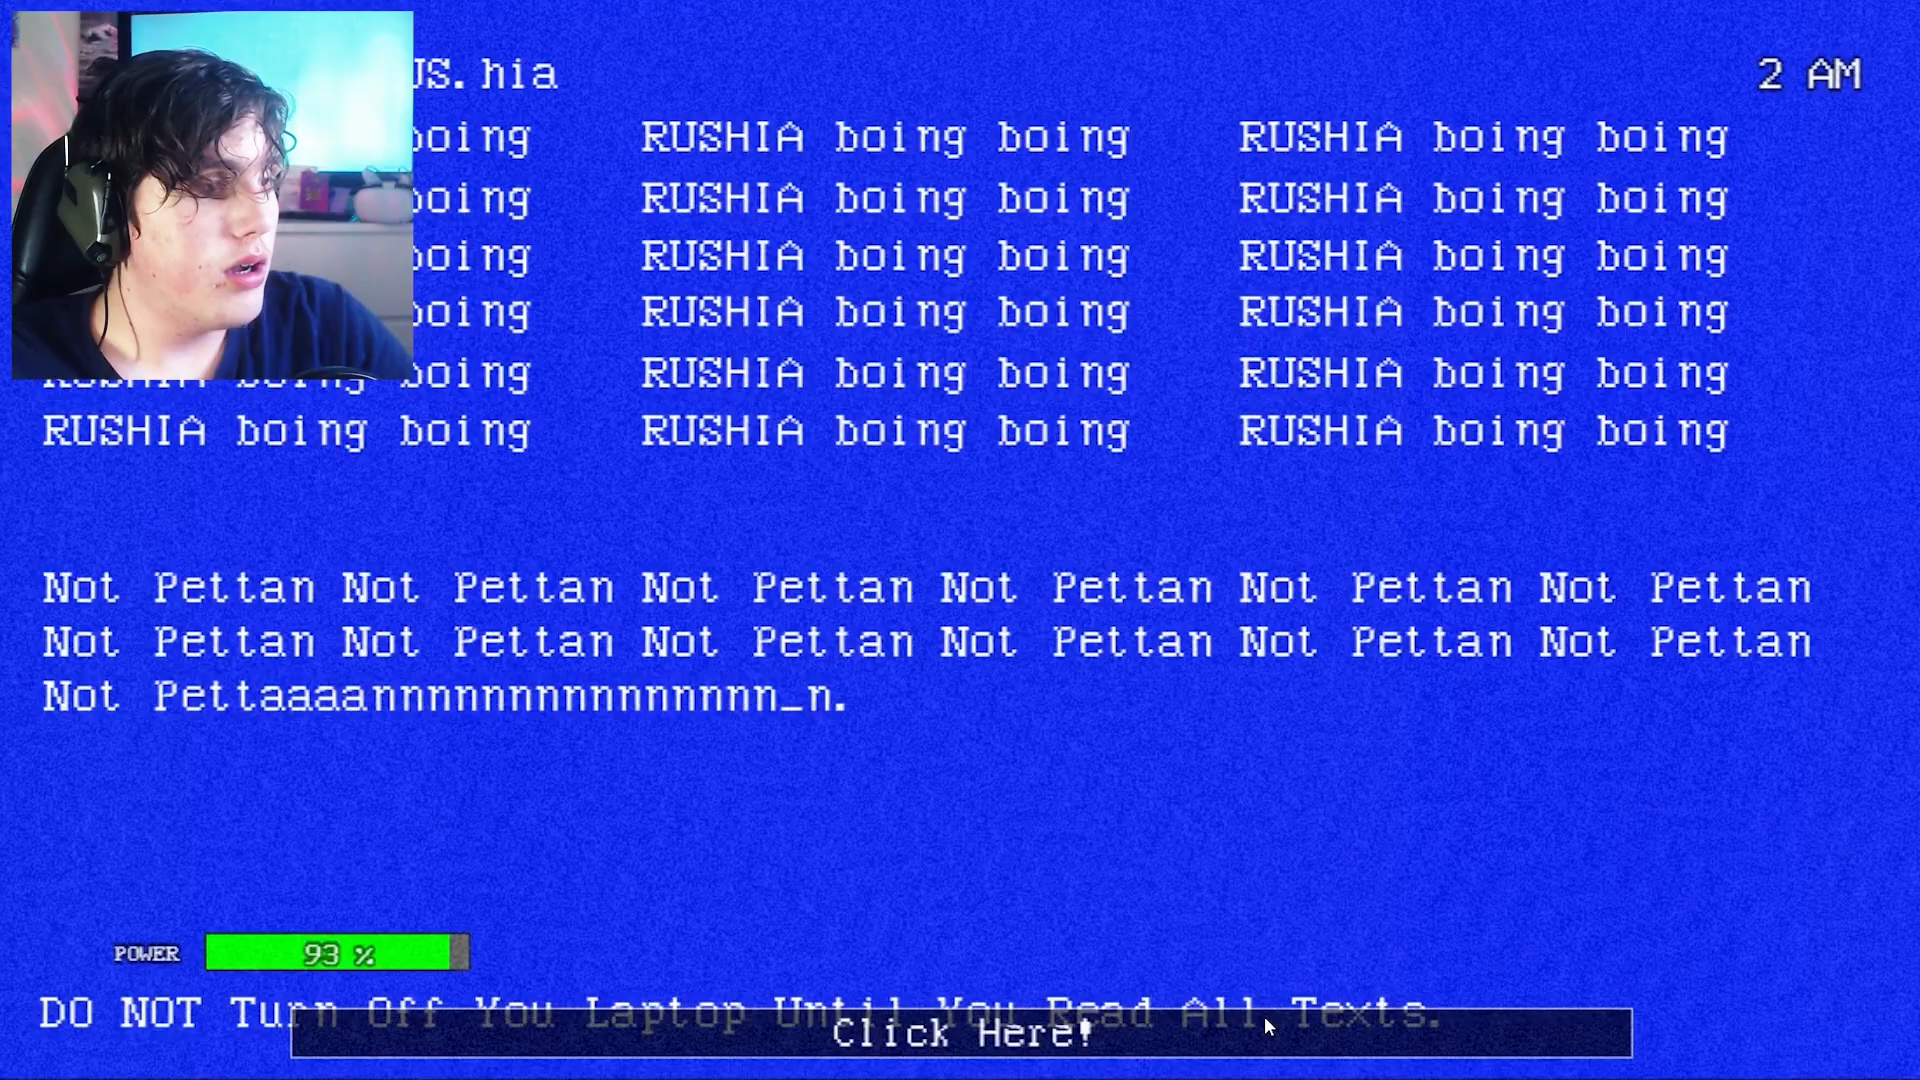 US.hia
2 AM
boing RUSHIA boing boing RUSHIA boing boing
boing RUSHIA boing boing RUSHIA boing boing
boing RUSHIA boing boing RUSHIA boing boing
boing RUSHIA boing boing RUSHIA boing boing
RUSHIA boing boing RUSHIA boing boing RUSHIA boing boing
RUSHIA boing boing RUSHIA boing boing RUSHIA boing boing
Not Pettan Not Pettan Not Pettan Not Pettan Not Pettan Not Pettan
Not Pettan Not Pettan Not Pettan Not Pettan Not Pettan Not Pettan
Not Pettaaaannnnnnnnnnnnnnnn_n.
POWER 93 %
DO NOT Turn Off You Laptop Until You Read All Texts.
Click Here!